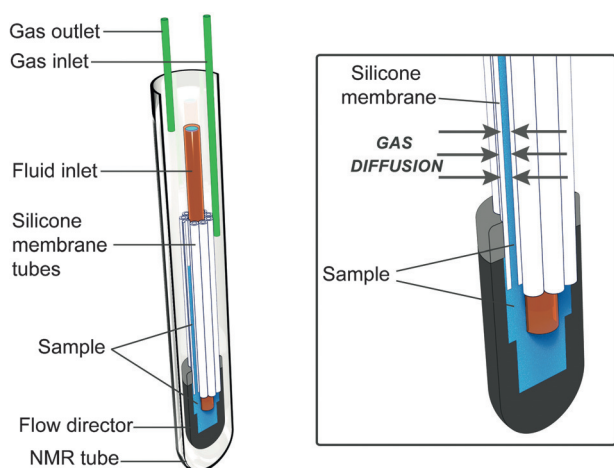 Gas outlet
Gas inlet
Fluid inlet
Silicone
membrane
tubes
Sample
Flow director
NMR tube
Silicone
membrane
GAS
DIFFUSION
Sample